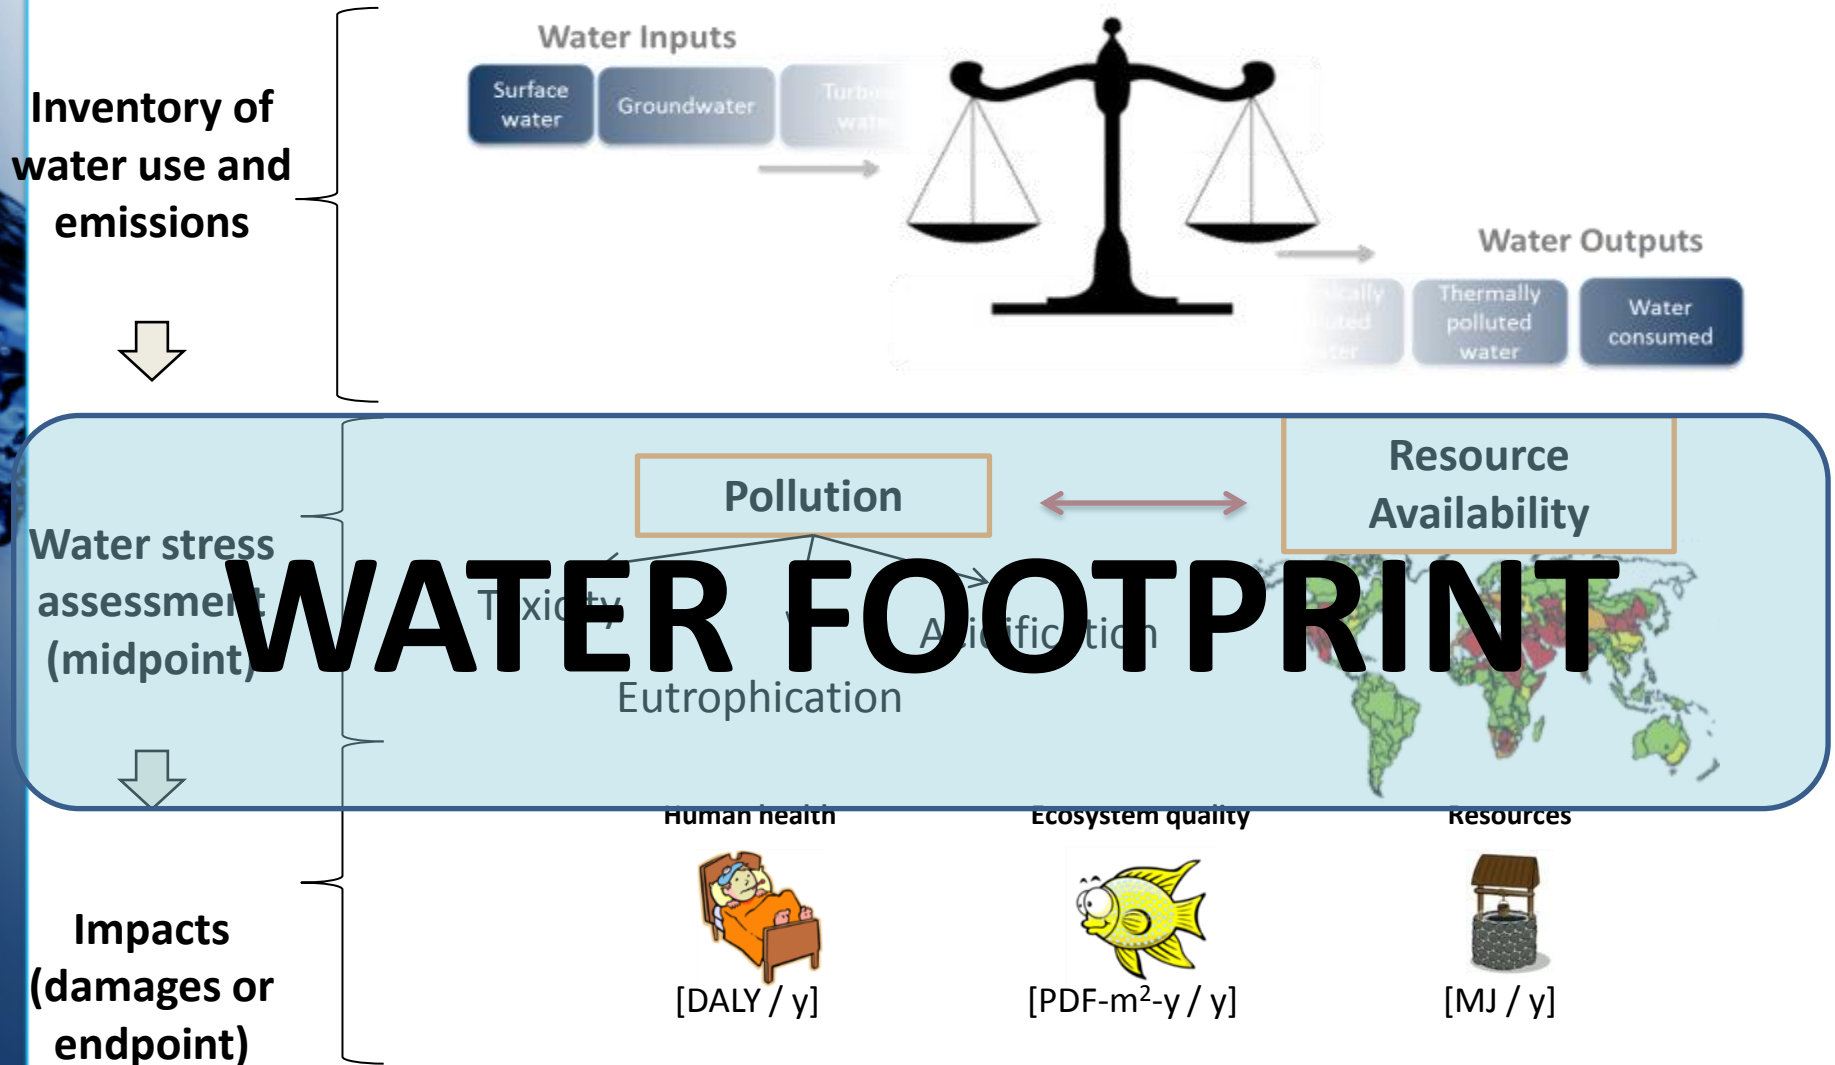 Water Inputs
Surface
water
Groundwater
Inventory of
water use and
emissions
Water Outputs
Thermally
polluted
water
Water
consumed
Pollution
Resource
Availability
Water stress
assessment
(midpoint)
WATER FOOTPRINT
Toxicity
Acidification
Eutrophication
Human health
Ecosystem quality
Resources
Impacts
(damages or
endpoint)
[DALY / y]
[PDF-m²-y / y]
[MJ / y]